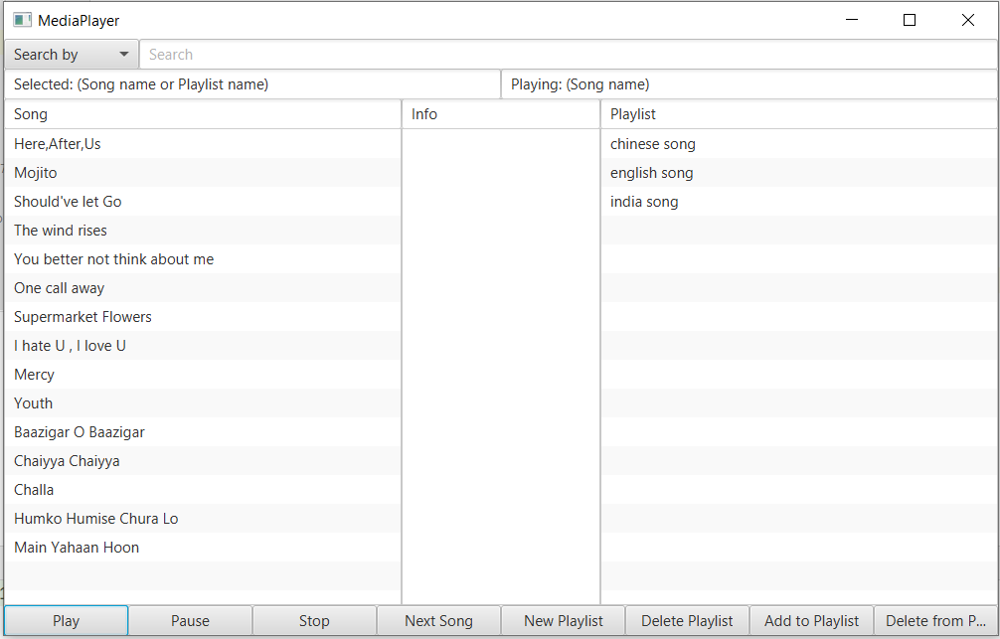 MediaPlayer
Search by Search
Selected: (Song name or Playlist name) Playing: (Song name)
Song Info Playlist
Here,After,Us chinese song
Mojito english song
Should've let Go india song
The wind rises
You better not think about me
One call away
Supermarket Flowers
I hate U , I love U
Mercy
Youth
Baazigar O Baazigar
Chaiyya Chaiyya
Challa
Humko Humise Chura Lo
Main Yahaan Hoon
Play Pause Stop Next Song New Playlist Delete Playlist Add to Playlist Delete from P...